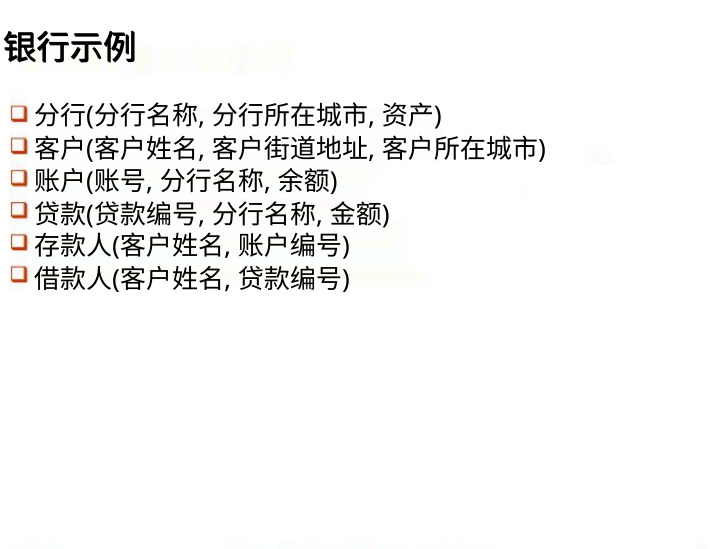 银行示例
分行(分行名称, 分行所在城市, 资产)
客户(客户姓名, 客户街道地址, 客户所在城市)
账户(账号, 分行名称, 余额)
贷款(贷款编号, 分行名称, 金额)
存款人(客户姓名, 账户编号)
借款人(客户姓名, 贷款编号)